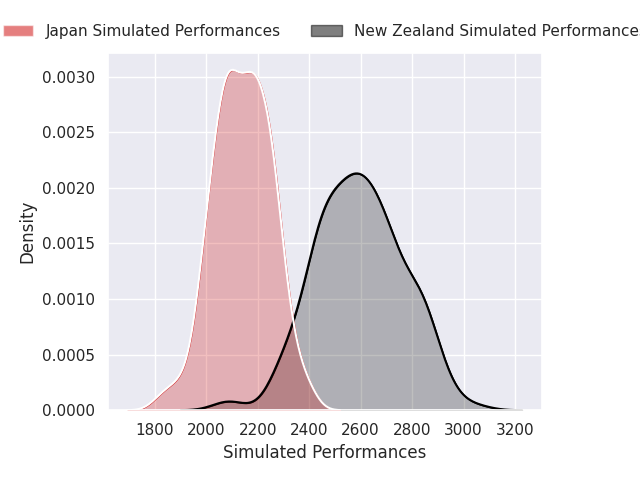 Japan Simulated Performances New Zealand Simulated Performance
0.0030
0.0025
0.0020
0.0015
0.0010
0.0005
0.0000
Density
1800 2000 2200 2400 2600 2800 3000 3200
Simulated Performances